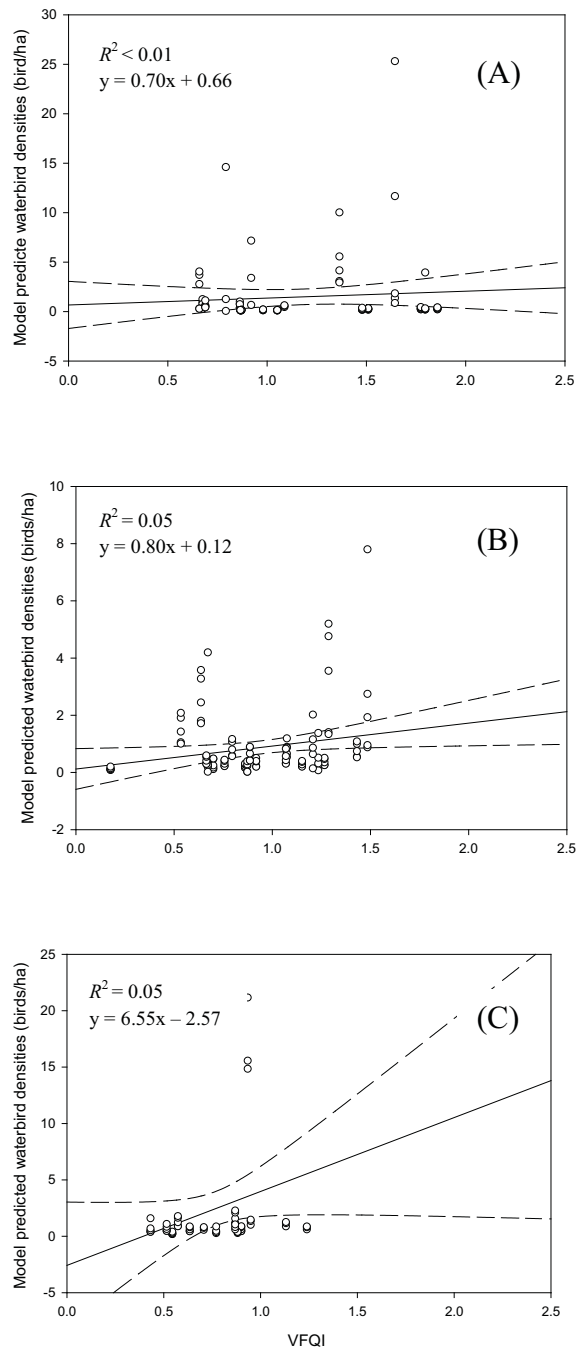 30
25
20
15
10
5
0
-5
Model predicte waterbird densities (bird/ha)
R² < 0.01
y = 0.70x + 0.66
(A)
0.0 0.5 1.0 1.5 2.0 2.5
10
8
6
4
2
0
-2
Model predicted waterbird densities (birds/ha)
R² = 0.05
y = 0.80x + 0.12
(B)
0.0 0.5 1.0 1.5 2.0 2.5
25
20
15
10
5
0
-5
Model predicted waterbird densities (birds/ha)
R² = 0.05
y = 6.55x – 2.57
(C)
0.0 0.5 1.0 1.5 2.0 2.5
VFQI